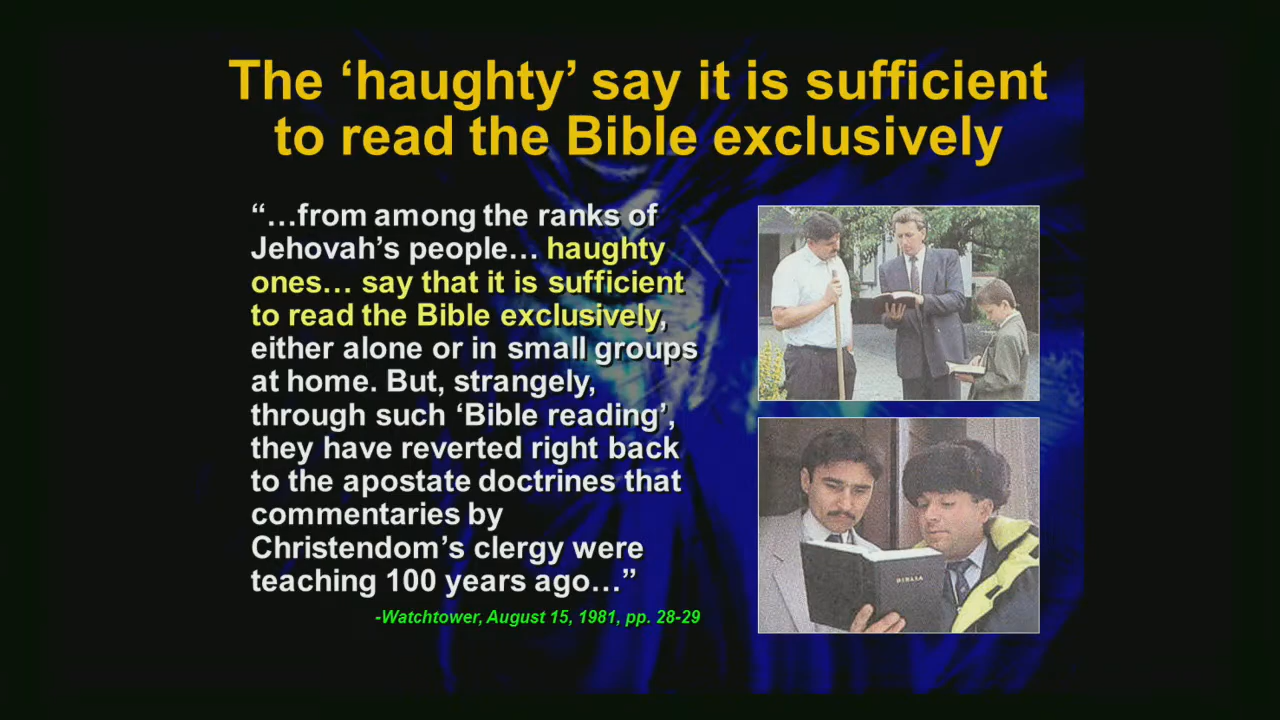 The ‘haughty’ say it is sufficient
to read the Bible exclusively
“…from among the ranks of
Jehovah’s people… haughty
ones… say that it is sufficient
to read the Bible exclusively,
either alone or in small groups
at home. But, strangely,
through such ‘Bible reading’,
they have reverted right back
to the apostate doctrines that
commentaries by
Christendom’s clergy were
teaching 100 years ago…”
-Watchtower, August 15, 1981, pp. 28-29
BIBLIA